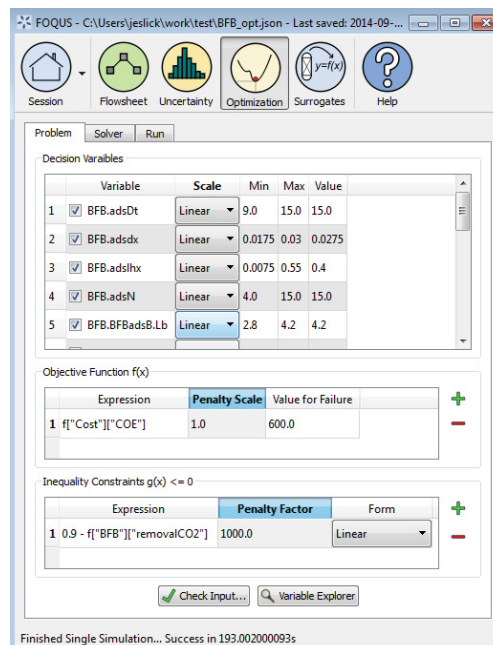 FOQUS - C:\Users\jeslick\work\test\BFB_opt.json - Last saved: 2014-09-...
y=f(x)
Session Flowsheet Uncertainty Optimization Surrogates Help
Problem Solver Run
Decision Varaibles
Variable Scale Min Max Value
1 BFB.adsDt Linear 9.0 15.0 15.0
2 BFB.adsdx Linear 0.0175 0.03 0.0275
3 BFB.adslhx Linear 0.0075 0.55 0.4
4 BFB.adsN Linear 4.0 15.0 15.0
5 BFB.BFBadsB.Lb Linear 2.8 4.2 4.2
Objective Function f(x)
Expression Penalty Scale Value for Failure
1 f["Cost"]["COE"] 1.0 600.0
Inequality Constraints g(x) <= 0
Expression Penalty Factor Form
1 0.9 - f["BFB"]["removalCO2"] 1000.0 Linear
Check Input... Variable Explorer
Finished Single Simulation... Success in 193.002000093s